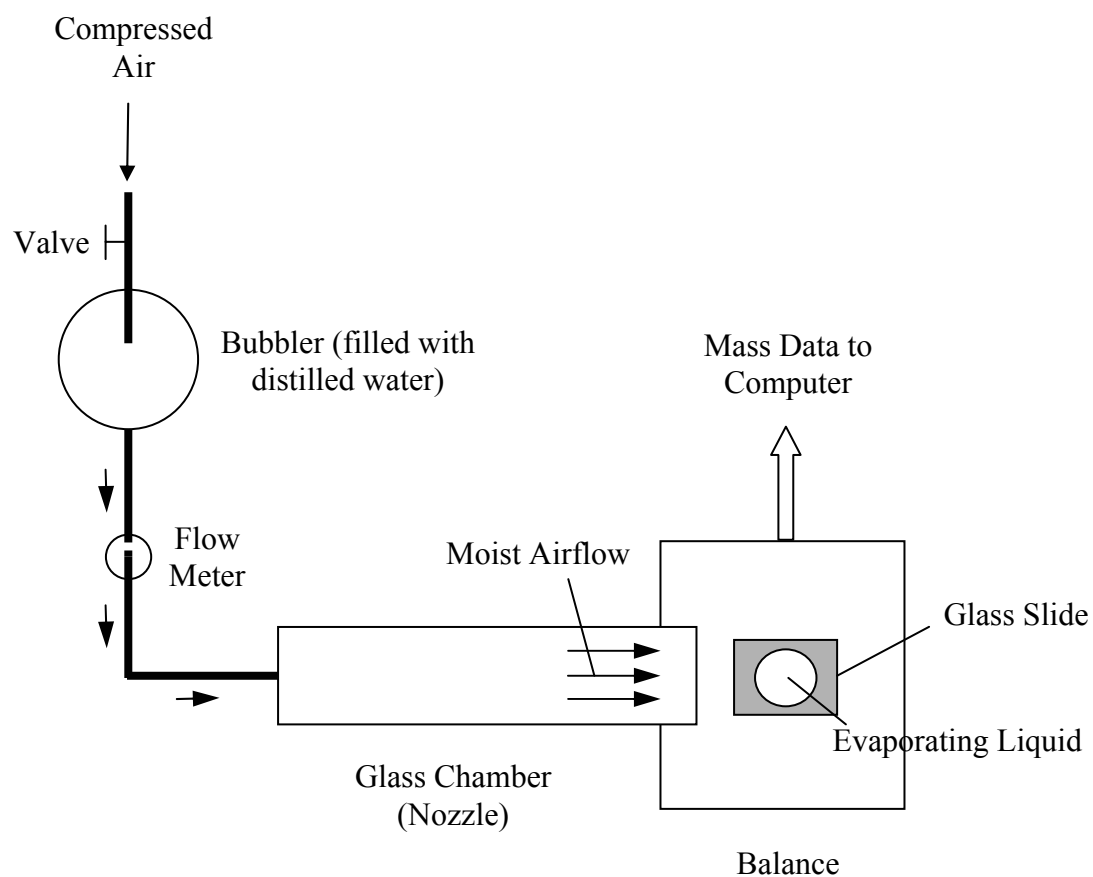 Compressed
Air
Valve
Bubbler (filled with
distilled water)
Mass Data to
Computer
Flow
Meter
Moist Airflow
Glass Slide
Evaporating Liquid
Glass Chamber
(Nozzle)
Balance